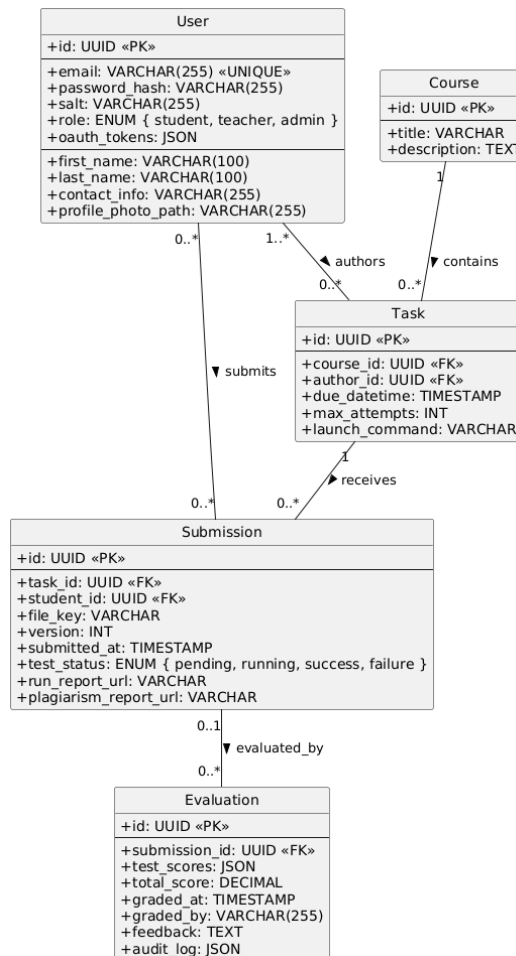 User
+id: UUID «PK»
+email: VARCHAR(255) «UNIQUE»
+password_hash: VARCHAR(255)
+salt: VARCHAR(255)
+role: ENUM { student, teacher, admin }
+oauth_tokens: JSON
+first_name: VARCHAR(100)
+last_name: VARCHAR(100)
+contact_info: VARCHAR(255)
+profile_photo_path: VARCHAR(255)
Course
+id: UUID «PK»
+title: VARCHAR
+description: TEXT
0..*
1..*
1
authors
contains
0..*
0..*
Task
+id: UUID «PK»
+course_id: UUID «FK»
+author_id: UUID «FK»
+due_datetime: TIMESTAMP
+max_attempts: INT
+launch_command: VARCHAR
submits
1
receives
0..*
0..*
Submission
+id: UUID «PK»
+task_id: UUID «FK»
+student_id: UUID «FK»
+file_key: VARCHAR
+version: INT
+submitted_at: TIMESTAMP
+test_status: ENUM { pending, running, success, failure }
+run_report_url: VARCHAR
+plagiarism_report_url: VARCHAR
0..1
evaluated_by
0..*
Evaluation
+id: UUID «PK»
+submission_id: UUID «FK»
+test_scores: JSON
+total_score: DECIMAL
+graded_at: TIMESTAMP
+graded_by: VARCHAR(255)
+feedback: TEXT
+audit_log: JSON